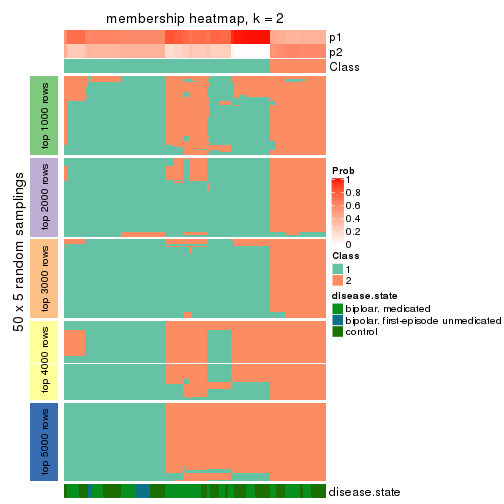 membership heatmap, k = 2
p1
p2
Class
50 x 5 random samplings
top 1000 rows
top 2000 rows
top 3000 rows
top 4000 rows
top 5000 rows
Prob
1
0.8
0.6
0.4
0.2
0
Class
1
2
disease.state
bipolar. medicated
bipolar. first-episode unmedicated
control
disease.state